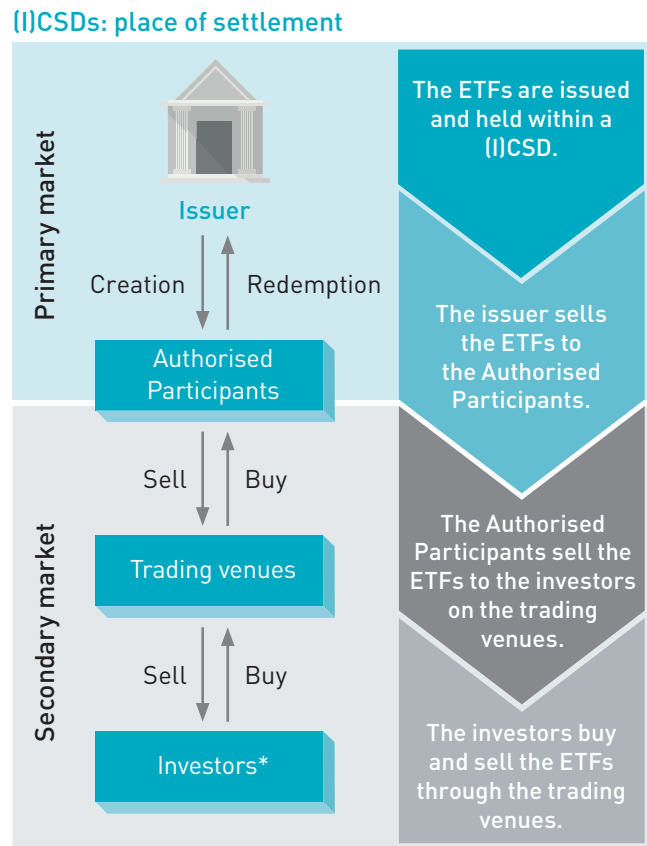 (I)CSDs: place of settlement
Primary market
Issuer
Creation
Redemption
Authorised
Participants
The ETFs are issued
and held within a
(I)CSD.
The issuer sells
the ETFs to
the Authorised
Participants.
Secondary market
Sell
Buy
Trading venues
Sell
Buy
Investors*
The Authorised
Participants sell the
ETFs to the investors
on the trading
venues.
The investors buy
and sell the ETFs
through the trading
venues.